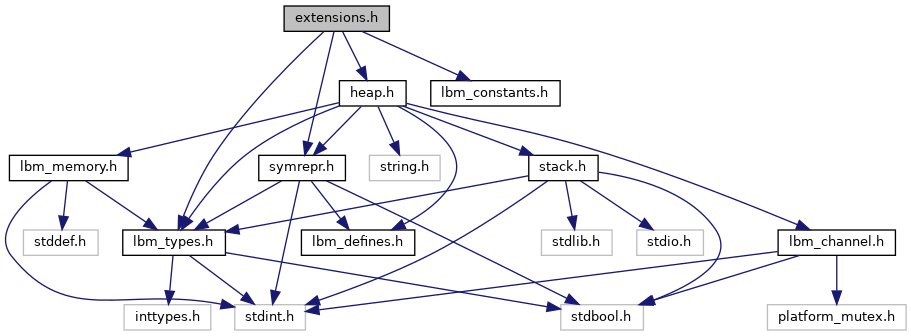 extensions.h
heap.h
lbm_constants.h
lbm_memory.h
symrepr.h
string.h
stack.h
stddef.h
lbm_types.h
lbm_defines.h
stdlib.h
stdio.h
lbm_channel.h
inttypes.h
stdint.h
stdbool.h
platform_mutex.h